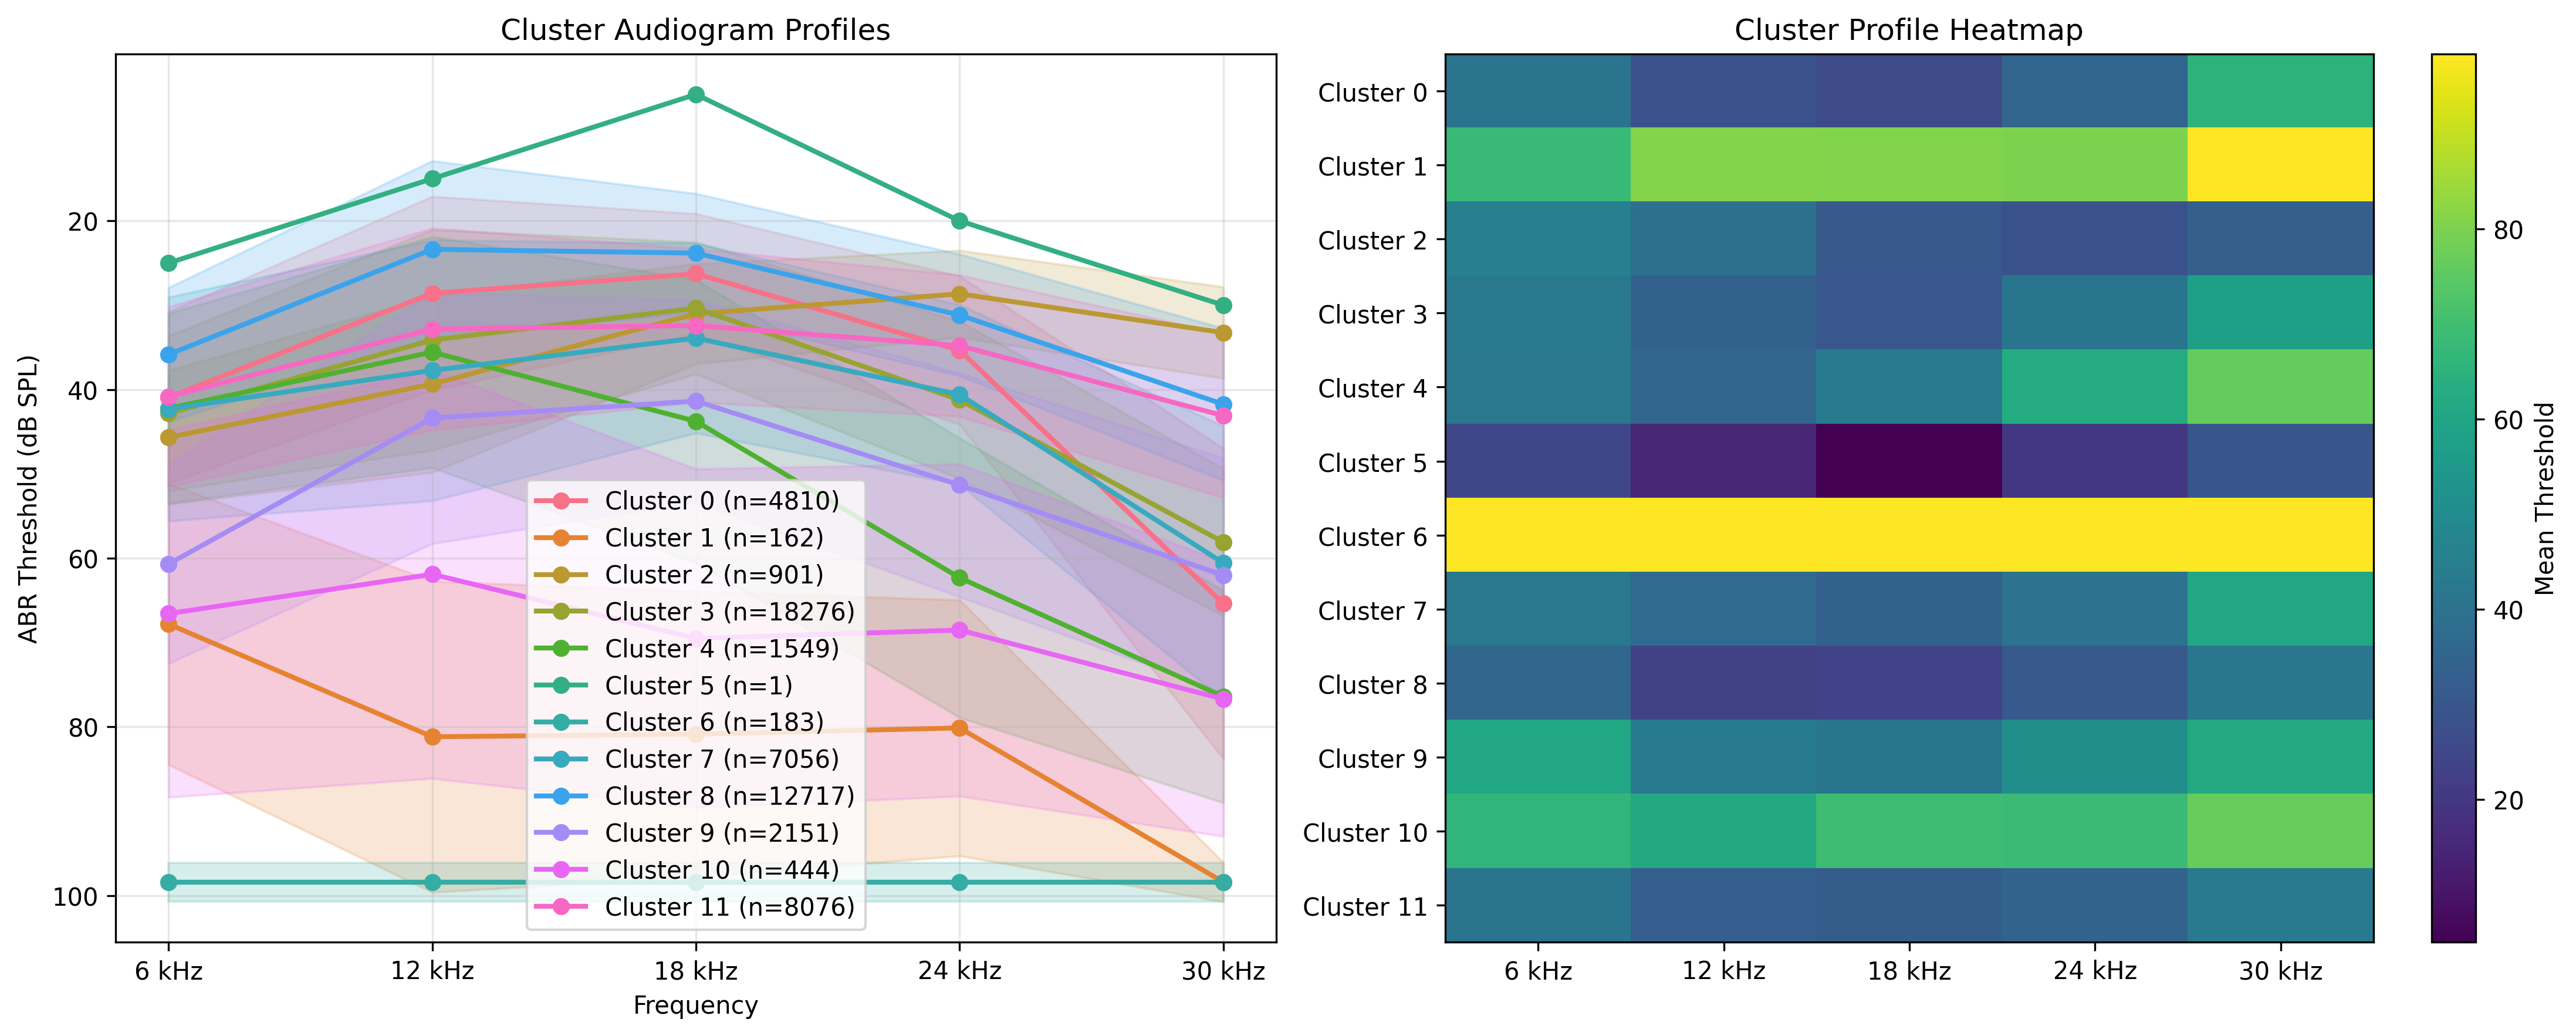 Cluster Audiogram Profiles
ABR Threshold (dB SPL)
20
40
60
80
100
Cluster 0 (n=4810)
Cluster 1 (n=162)
Cluster 2 (n=901)
Cluster 3 (n=18276)
Cluster 4 (n=1549)
Cluster 5 (n=1)
Cluster 6 (n=183)
Cluster 7 (n=7056)
Cluster 8 (n=12717)
Cluster 9 (n=2151)
Cluster 10 (n=444)
Cluster 11 (n=8076)
6 kHz 12 kHz 18 kHz 24 kHz 30 kHz
Frequency
Cluster Profile Heatmap
Cluster 0
Cluster 1
Cluster 2
Cluster 3
Cluster 4
Cluster 5
Cluster 6
Cluster 7
Cluster 8
Cluster 9
Cluster 10
Cluster 11
6 kHz 12 kHz 18 kHz 24 kHz 30 kHz
80
60
40
20
Mean Threshold